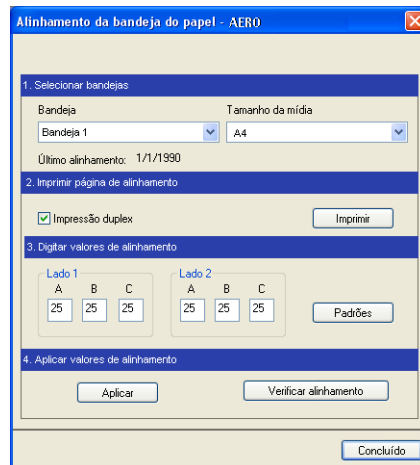 Alinhamento da bandeja do papel - AERO
1. Selecionar bandejas
Bandeja Tamanho da mídia
Bandeja 1 A4
Último alinhamento: 1/1/1990
2. Imprimir página de alinhamento
Impressão duplex Imprimir
3. Digitar valores de alinhamento
Lado 1 Lado 2
A B C A B C
25 25 25 25 25 25 Padrões
4. Aplicar valores de alinhamento
Aplicar Verificar alinhamento
Concluído